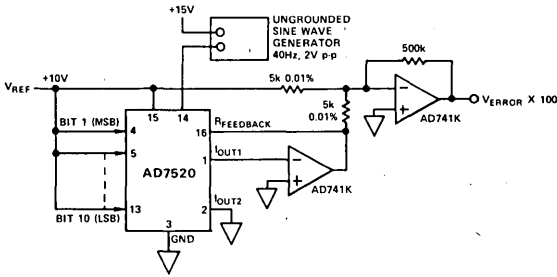 +15V
UNGROUNDED
SINE WAVE
GENERATOR
40Hz, 2V p-p
500k
VREF
+10V
5k 0.01%
5k
0.01%
VERROR X 100
AD741K
15
14
BIT 1 (MSB)
4
16
RFEEDBACK
5
1
IOUT1
AD7520
AD741K
BIT 10 (LSB)
13
2
IOUT2
3
GND